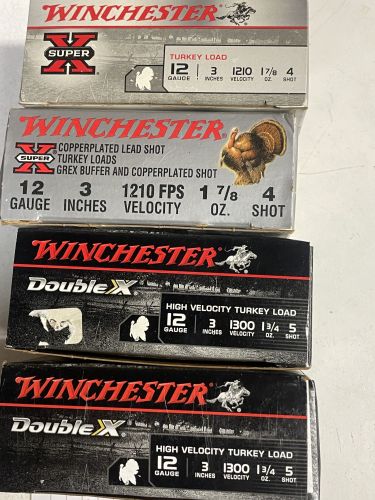 WINCHESTER
SUPER X
TURKEY LOAD
12 3 1210 1 7/8 4
GAUGE INCHES VELOCITY OZ. SHOT
WINCHESTER
SUPER X
COPPERPLATED LEAD SHOT
TURKEY LOADS
GREX BUFFER AND COPPERPLATED SHOT
12 3 1210 FPS 1 7/8 4
GAUGE INCHES VELOCITY OZ. SHOT
WINCHESTER
Double X
HIGH VELOCITY TURKEY LOAD
12 3 1300 1 3/4 5
GAUGE INCHES VELOCITY OZ. SHOT
WINCHESTER
Double X
HIGH VELOCITY TURKEY LOAD
12 3 1300 1 3/4 5
GAUGE INCHES VELOCITY OZ. SHOT